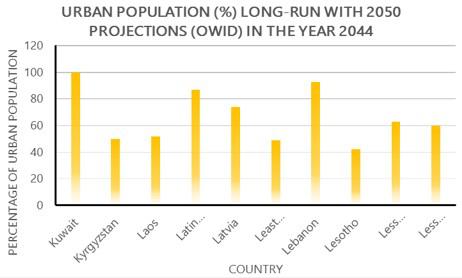 URBAN POPULATION (%) LONG-RUN WITH 2050
PROJECTIONS (OWID) IN THE YEAR 2044
PERCENTAGE OF URBAN POPULATION
120
100
80
60
40
20
0
Kuwait
Kyrgyzstan
Laos
Latin...
Latvia
Least...
Lebanon
Lesotho
Less...
Less...
COUNTRY